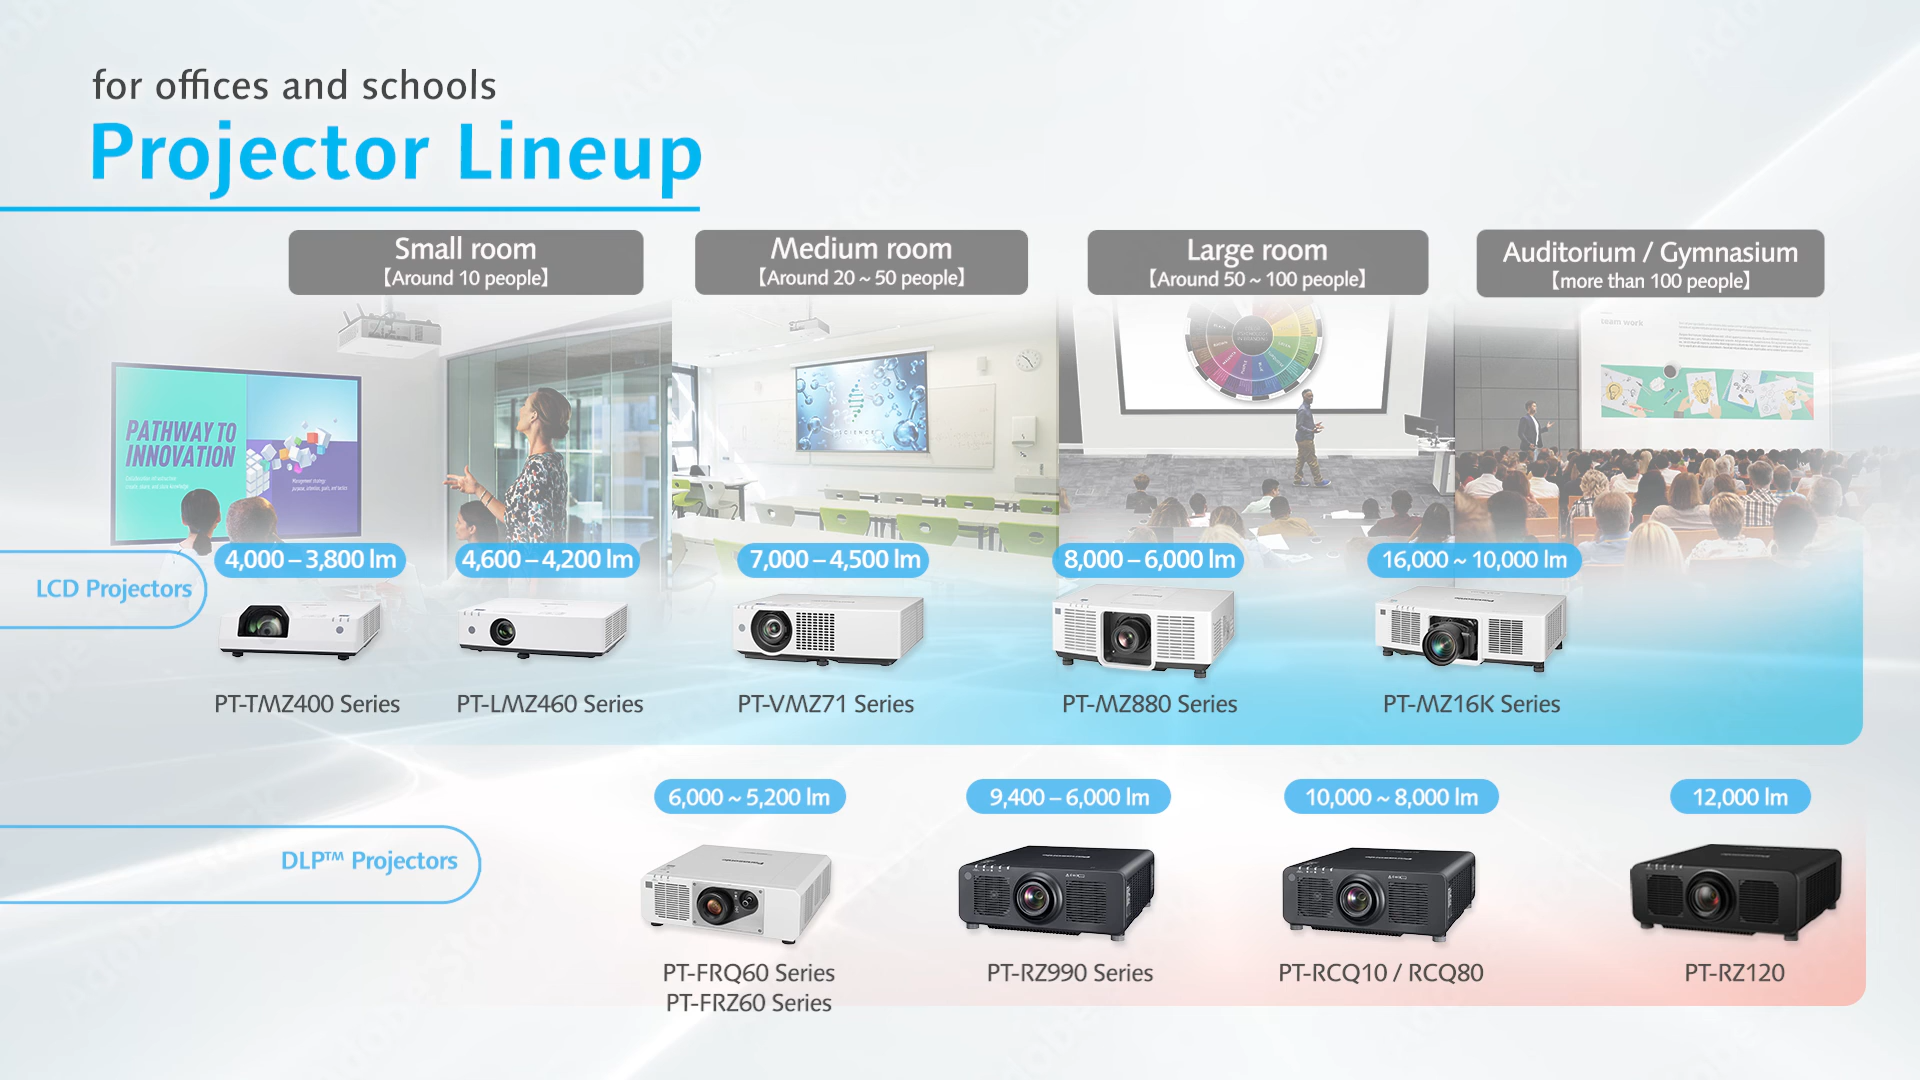 for offices and schools
Projector Lineup
Small room
【Around 10 people】
Medium room
【Around 20 ~ 50 people】
Large room
【Around 50 ~ 100 people】
Auditorium / Gymnasium
【more than 100 people】
PATHWAY TO
INNOVATION
SCIENCE
team work
LCD Projectors
4,000 – 3,800 lm
4,600 – 4,200 lm
7,000 – 4,500 lm
8,000 – 6,000 lm
16,000 ~ 10,000 lm
PT-TMZ400 Series
PT-LMZ460 Series
PT-VMZ71 Series
PT-MZ880 Series
PT-MZ16K Series
DLP™ Projectors
6,000 ~ 5,200 lm
9,400 – 6,000 lm
10,000 ~ 8,000 lm
12,000 lm
PT-FRQ60 Series
PT-FRZ60 Series
PT-RZ990 Series
PT-RCQ10 / RCQ80
PT-RZ120